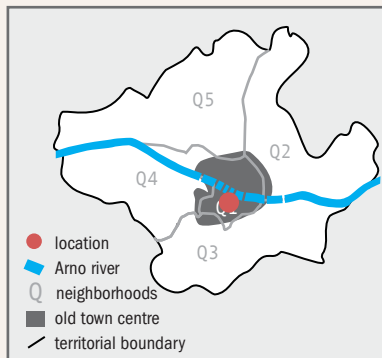 Q5
Q2
Q4
Q3
location
Arno river
Q neighborhoods
old town centre
territorial boundary